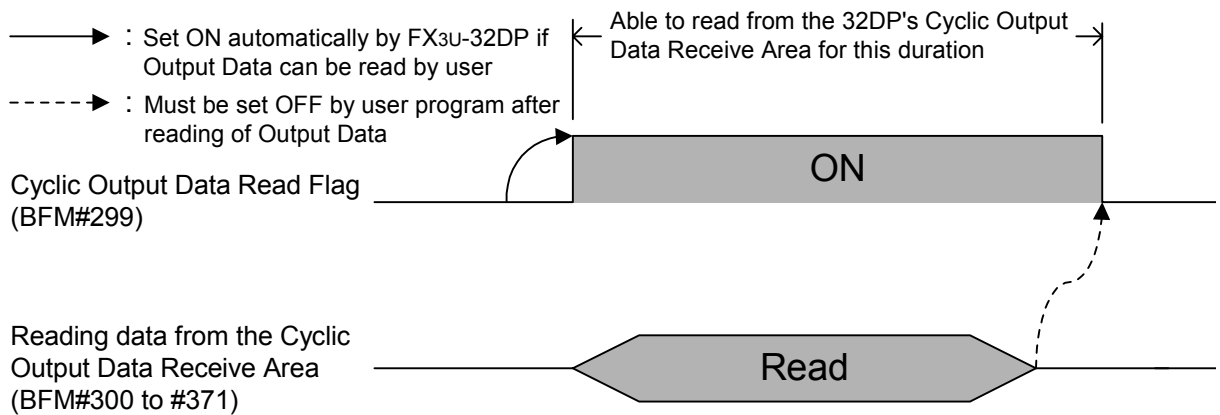 : Set ON automatically by FX3U-32DP if
Output Data can be read by user
: Must be set OFF by user program after
reading of Output Data
Able to read from the 32DP's Cyclic Output
Data Receive Area for this duration
Cyclic Output Data Read Flag
(BFM#299)
ON
Reading data from the Cyclic
Output Data Receive Area
(BFM#300 to #371)
Read